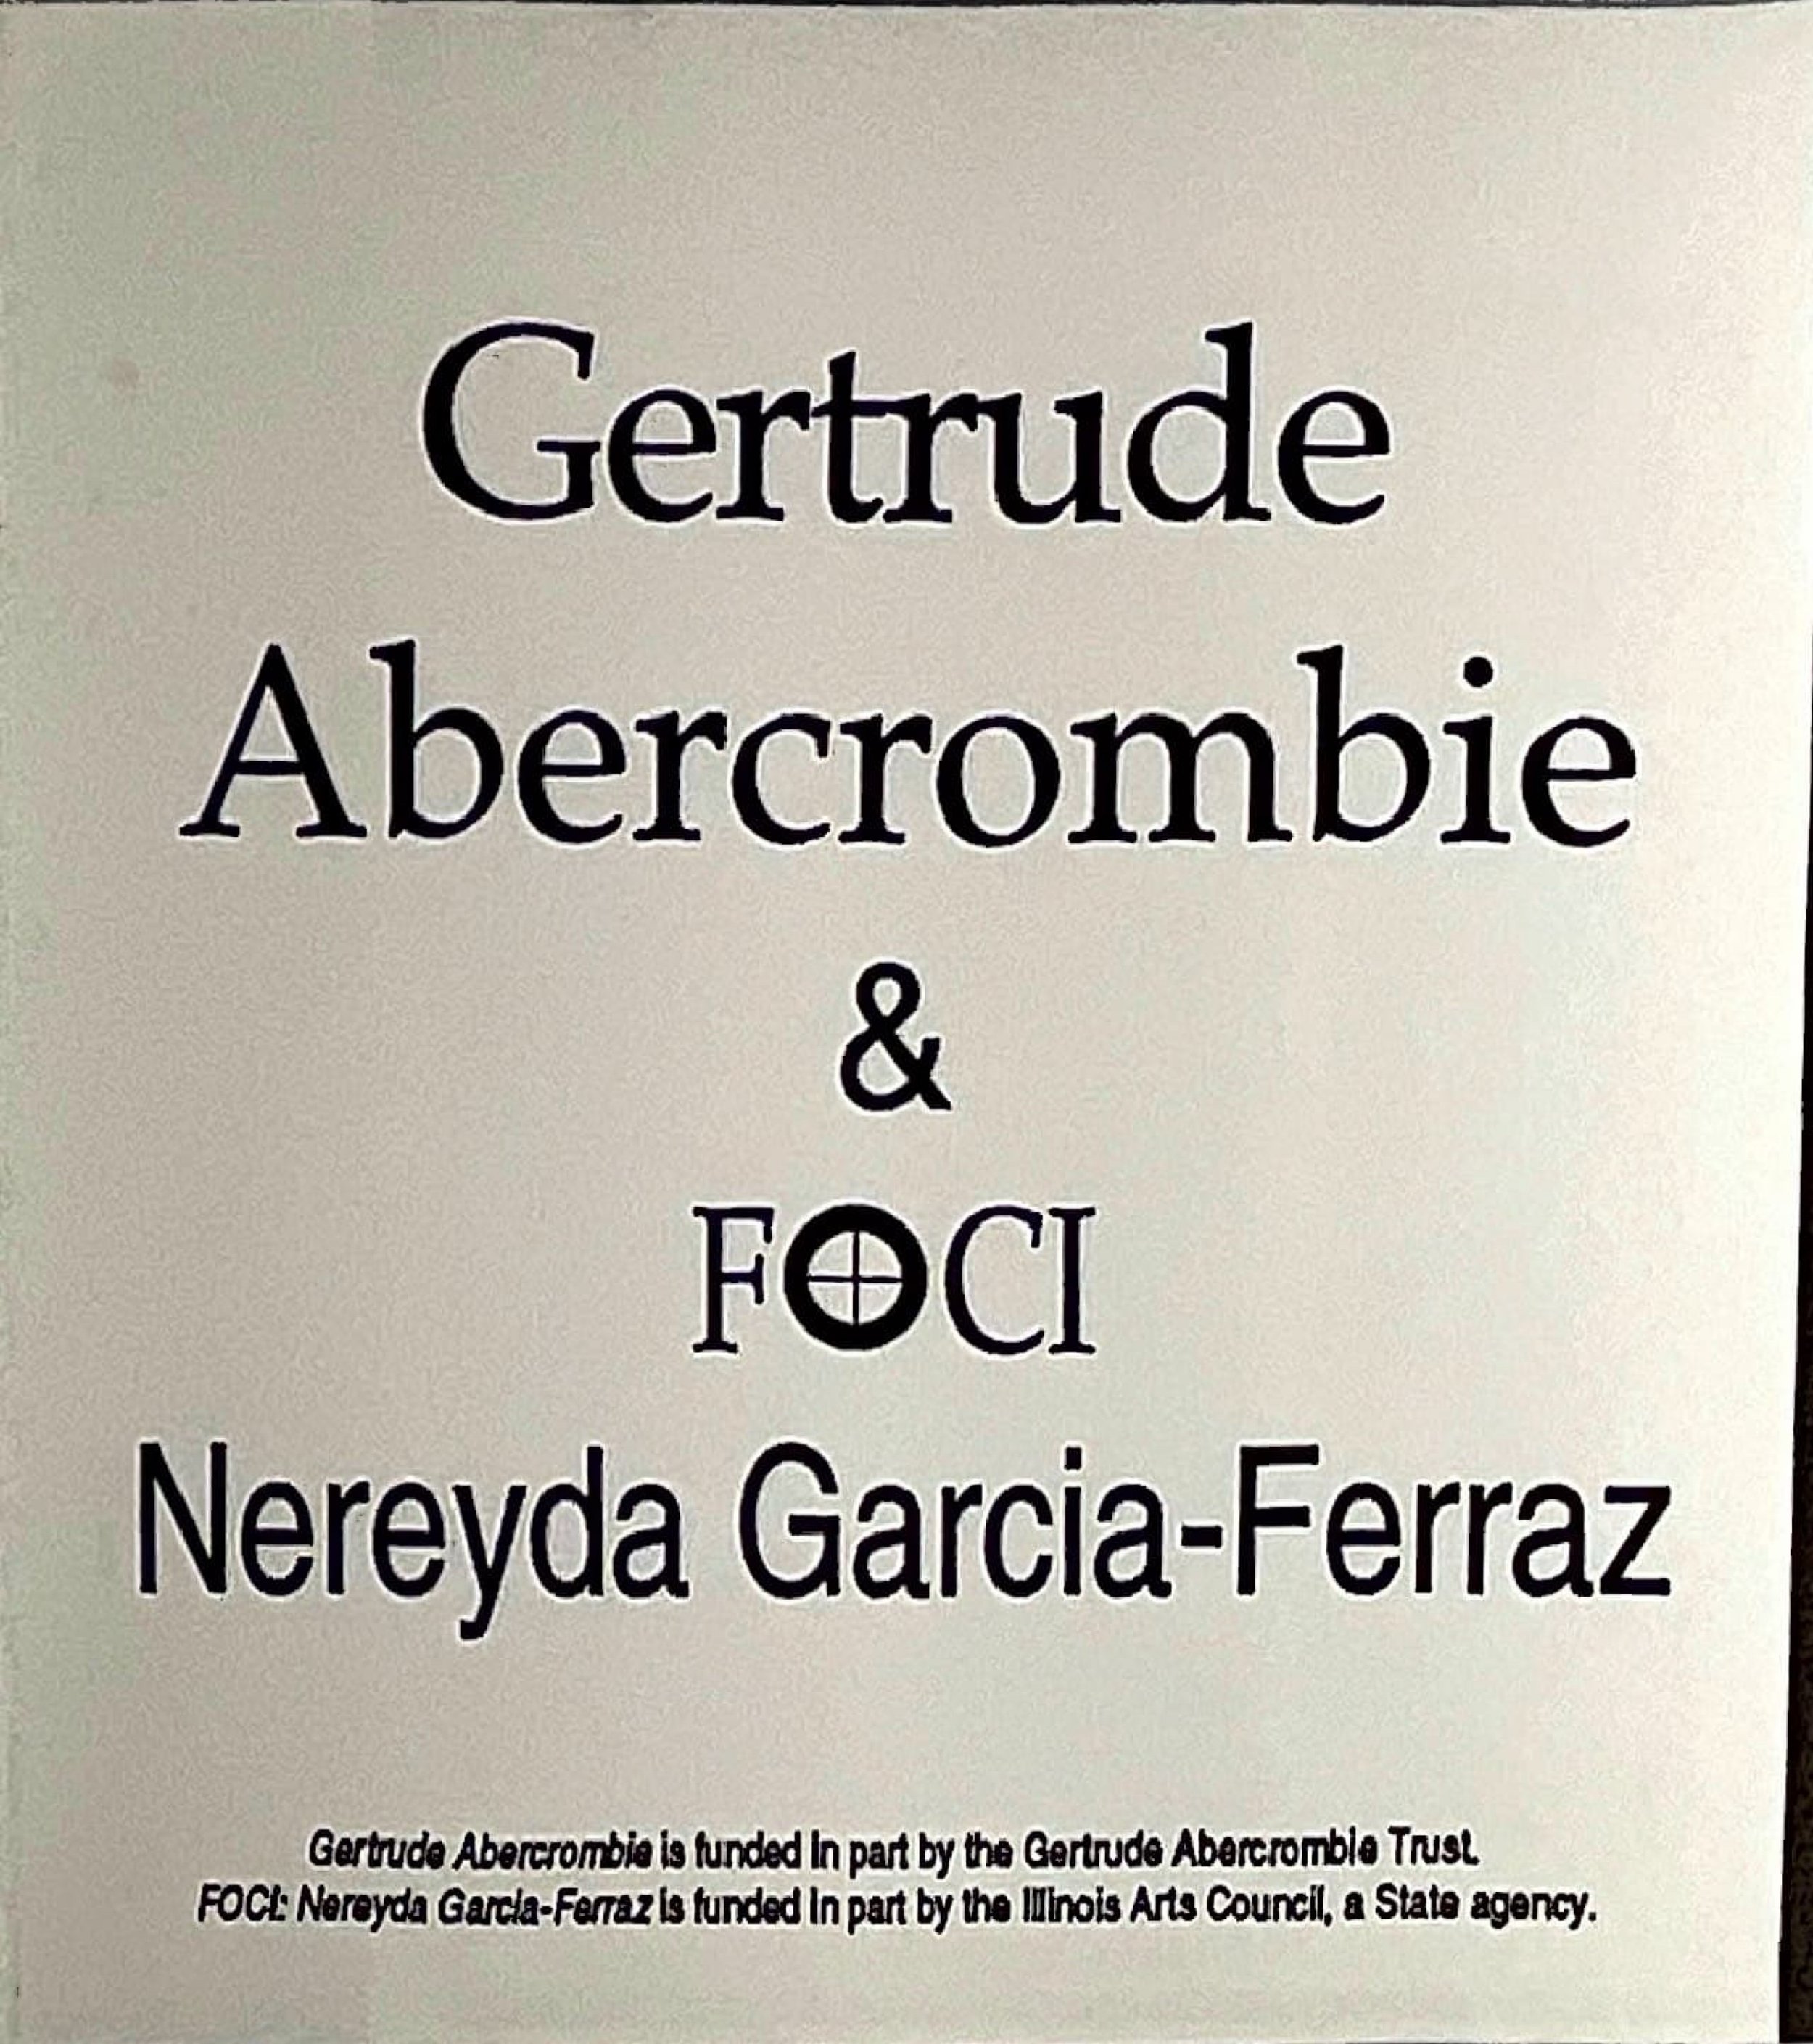 Gertrude
Abercrombie
&
FOCI
Nereyda Garcia-Ferraz
Gertrude Abercrombie is funded in part by the Gertrude Abercrombie Trust.
FOCI: Nereyda Garcia-Ferraz is funded in part by the Illinois Arts Council, a State agency.